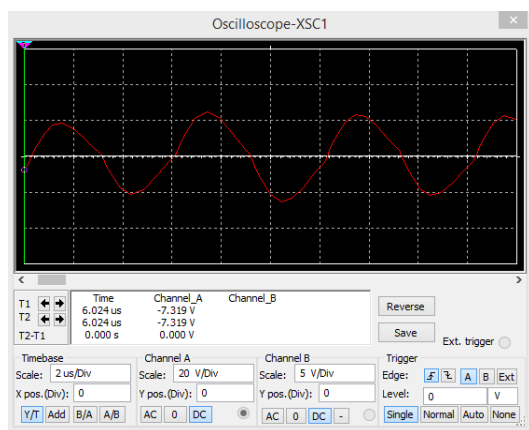 Oscilloscope-XSC1
×
Time Channel_A Channel_B
T1 6.024 us -7.319 V
T2 6.024 us -7.319 V
T2-T1 0.000 s 0.000 V
Reverse
Save
Ext. trigger
Timebase
Scale: 2 us/Div
X pos.(Div): 0
Y/T Add B/A A/B
Channel A
Scale: 20 V/Div
Y pos.(Div): 0
AC 0 DC
Channel B
Scale: 5 V/Div
Y pos.(Div): 0
AC 0 DC -
Trigger
Edge: A B Ext
Level: 0 V
Single Normal Auto None